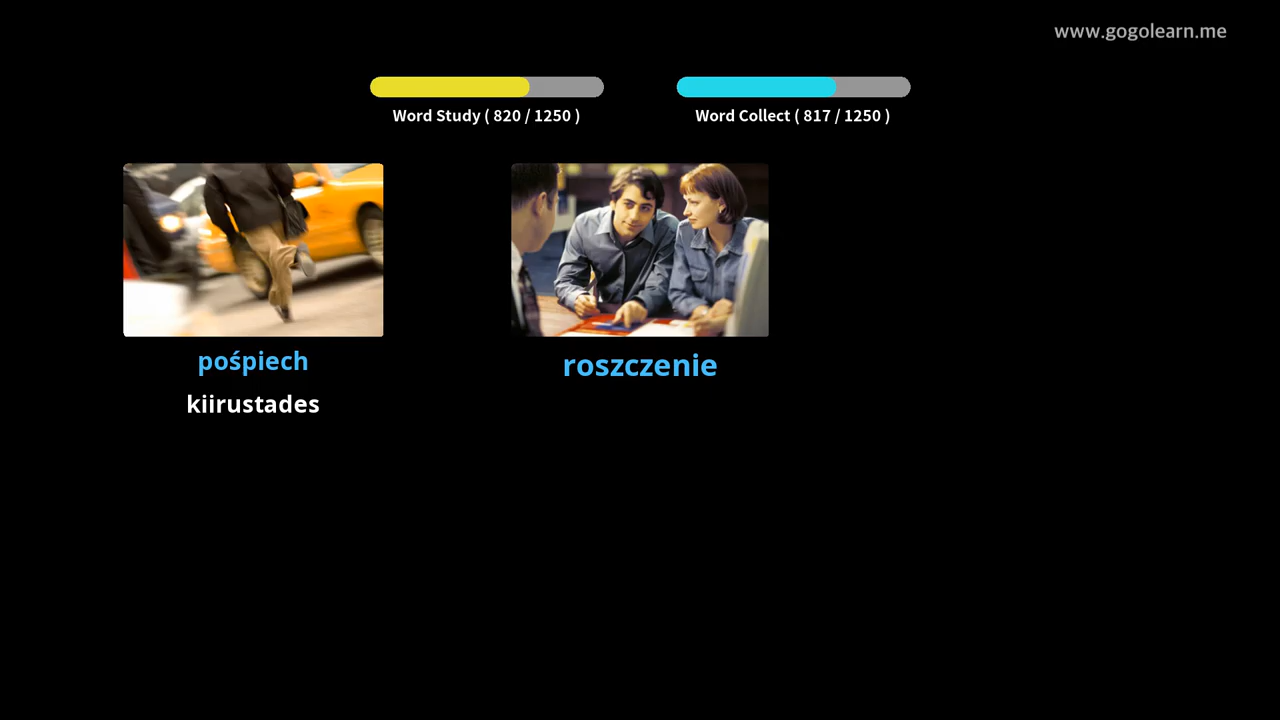 www.gogolearn.me
Word Study ( 820 / 1250 )
Word Collect ( 817 / 1250 )
pośpiech
kiirustades
roszczenie